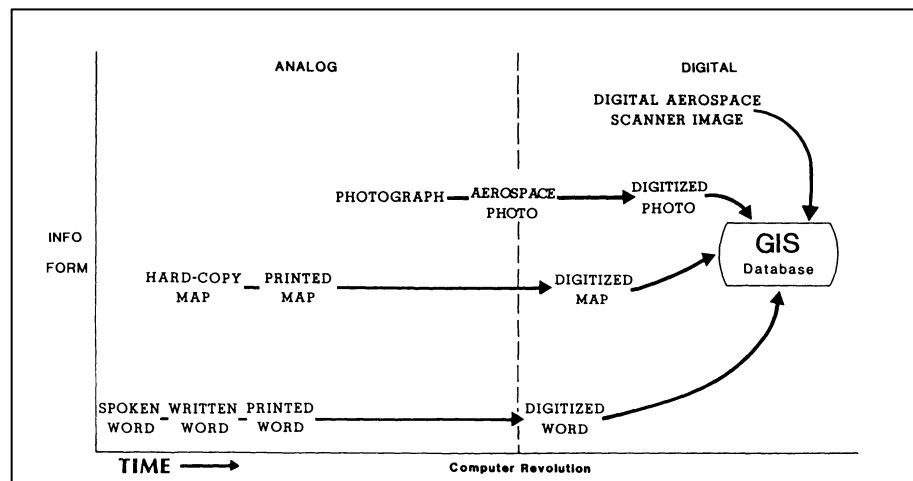 ANALOG
DIGITAL
DIGITAL AEROSPACE
SCANNER IMAGE
PHOTOGRAPH
AEROSPACE
PHOTO
DIGITIZED
PHOTO
INFO
FORM
GIS
Database
HARD-COPY
MAP
PRINTED
MAP
DIGITIZED
MAP
SPOKEN
WORD
WRITTEN
WORD
PRINTED
WORD
DIGITIZED
WORD
TIME
Computer Revolution